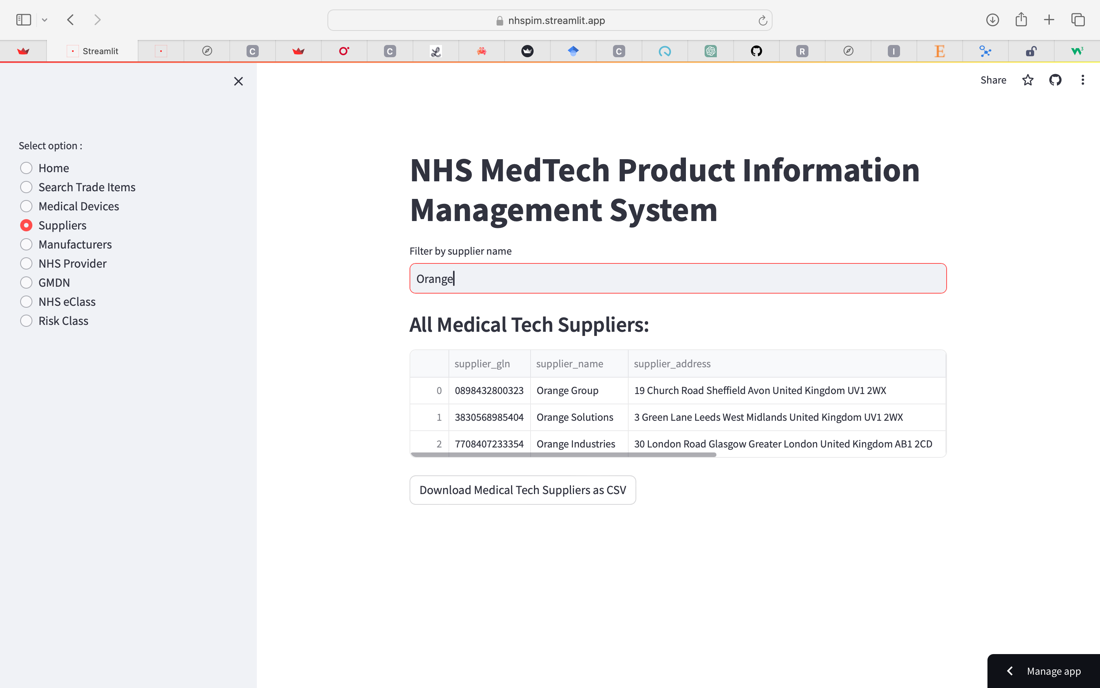 nhspim.streamlit.app
Streamlit
C
C
C
R
I
E
Share
Select option :
Home
Search Trade Items
Medical Devices
Suppliers
Manufacturers
NHS Provider
GMDN
NHS eClass
Risk Class
NHS MedTech Product Information
Management System
Filter by supplier name
Orange
All Medical Tech Suppliers:
supplier_gln supplier_name supplier_address
0 0898432800323 Orange Group 19 Church Road Sheffield Avon United Kingdom UV1 2WX
1 3830568985404 Orange Solutions 3 Green Lane Leeds West Midlands United Kingdom UV1 2WX
2 7708407233354 Orange Industries 30 London Road Glasgow Greater London United Kingdom AB1 2CD
Download Medical Tech Suppliers as CSV
Manage app